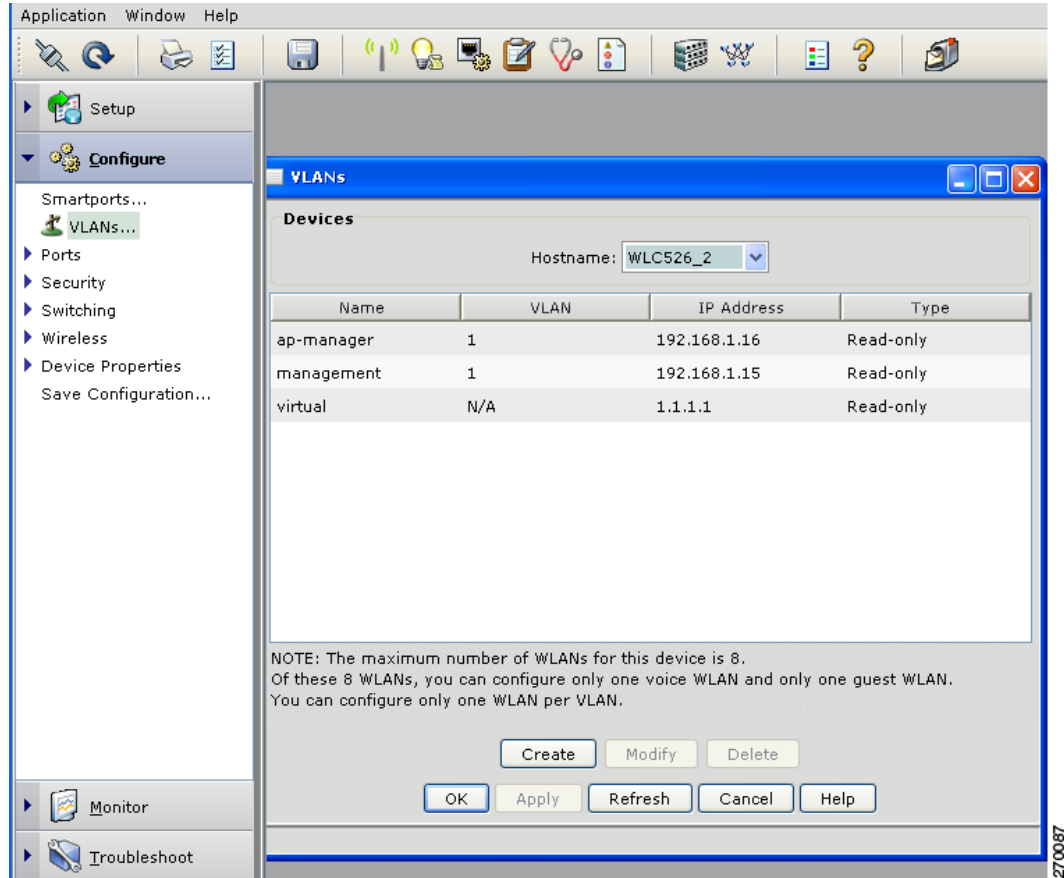 Application Window Help
Setup
Configure
Smartports...
VLANs...
Ports
Security
Switching
Wireless
Device Properties
Save Configuration...
Monitor
Troubleshoot
VLANs
Devices
Hostname: WLC526_2
Name VLAN IP Address Type
ap-manager 1 192.168.1.16 Read-only
management 1 192.168.1.15 Read-only
virtual N/A 1.1.1.1 Read-only
NOTE: The maximum number of WLANs for this device is 8.
Of these 8 WLANs, you can configure only one voice WLAN and only one guest WLAN.
You can configure only one WLAN per VLAN.
Create Modify Delete
OK Apply Refresh Cancel Help
270087